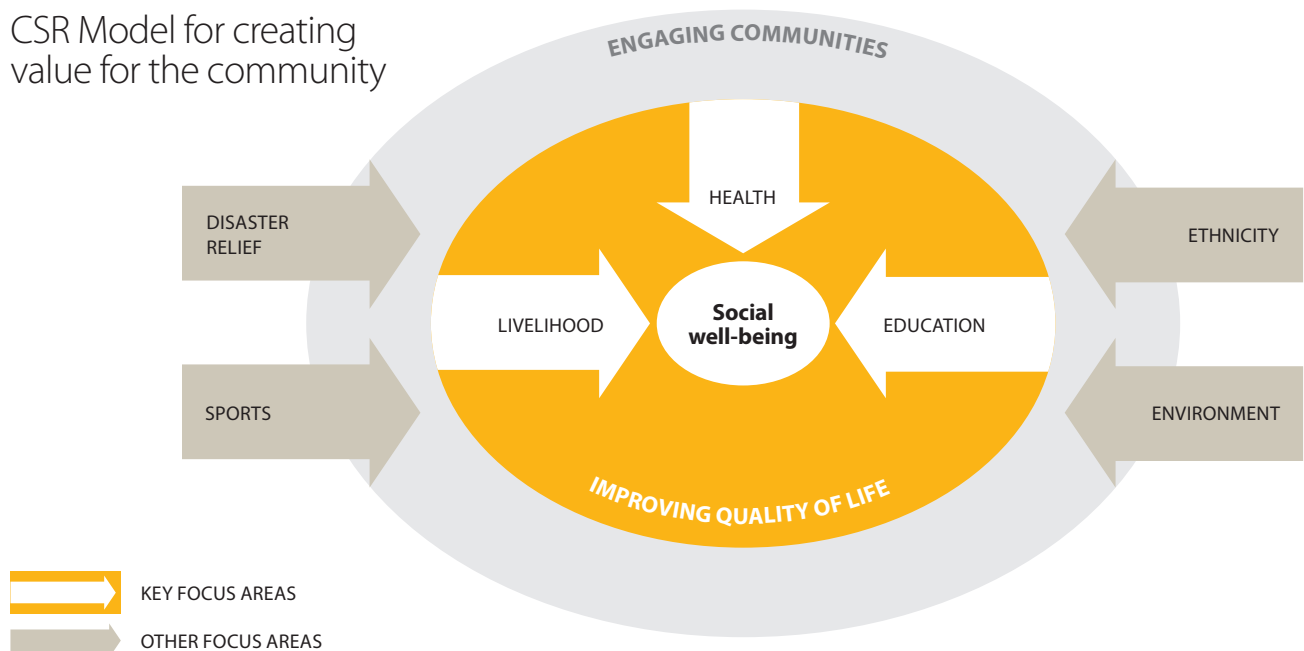 CSR Model for creating
value for the community
ENGAGING COMMUNITIES
HEALTH
DISASTER
RELIEF
ETHNICITY
LIVELIHOOD
Social
well-being
EDUCATION
SPORTS
ENVIRONMENT
IMPROVING QUALITY OF LIFE
KEY FOCUS AREAS
OTHER FOCUS AREAS